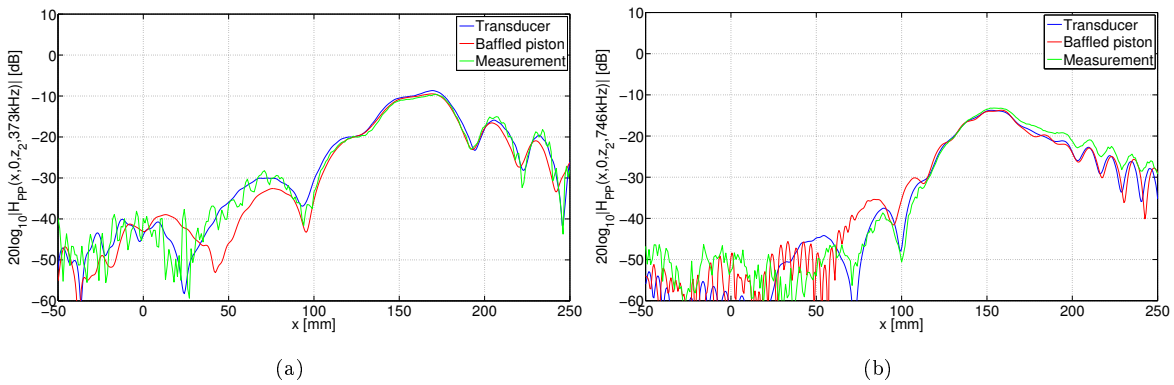 10
0
−10
−20
−30
−40
−50
−60
20log10|HPP(x,0,z2,373kHz)| [dB]
−50 0 50 100 150 200 250
x [mm]
Transducer
Baffled piston
Measurement
(a)
10
0
−10
−20
−30
−40
−50
−60
20log10|HPP(x,0,z2,746kHz)| [dB]
−50 0 50 100 150 200 250
x [mm]
Transducer
Baffled piston
Measurement
(b)